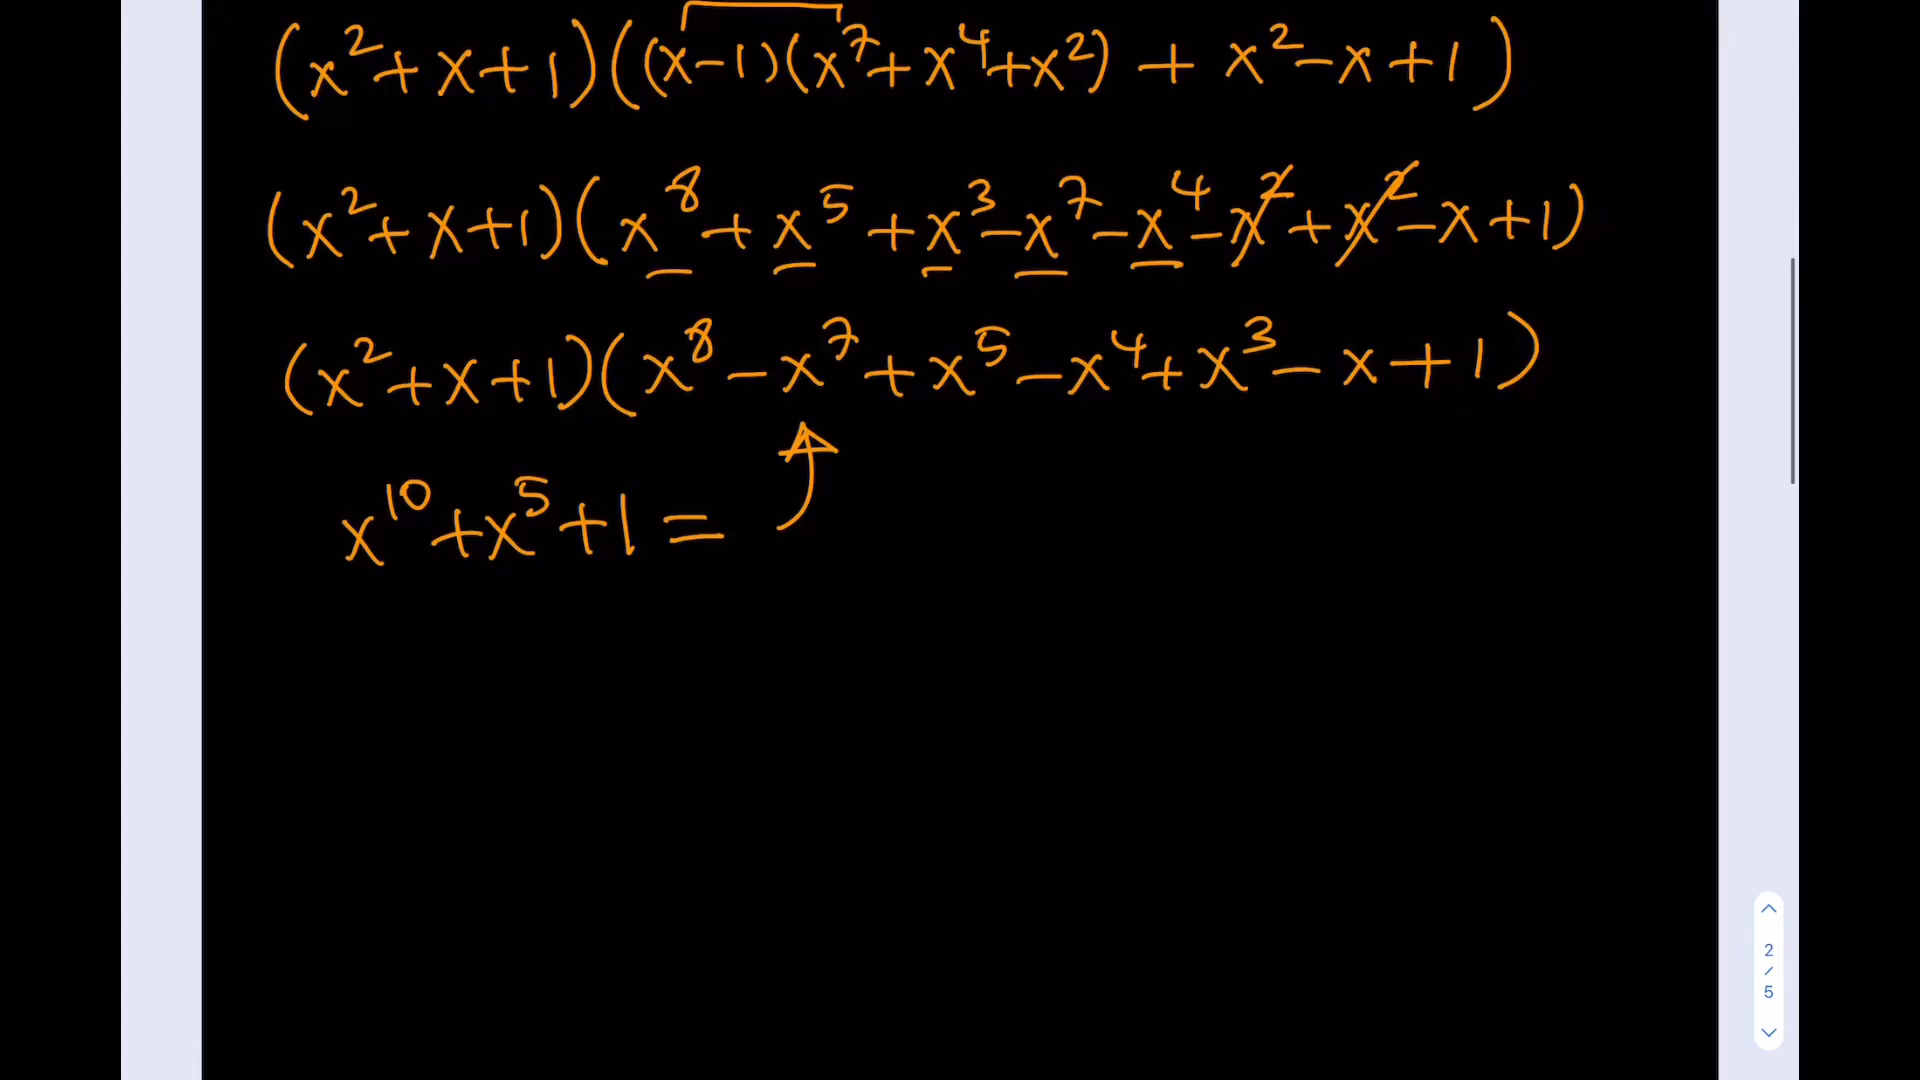 (x²+x+1)((x-1)(x⁷+x⁴+x²) + x²-x+1)
(x²+x+1)(x⁸+x⁵+x³-x⁷-x⁴-x²+x²-x+1)
(x²+x+1)(x⁸-x⁷+x⁵-x⁴+x³-x+1)
x¹⁰+x⁵+1=
2
/
5